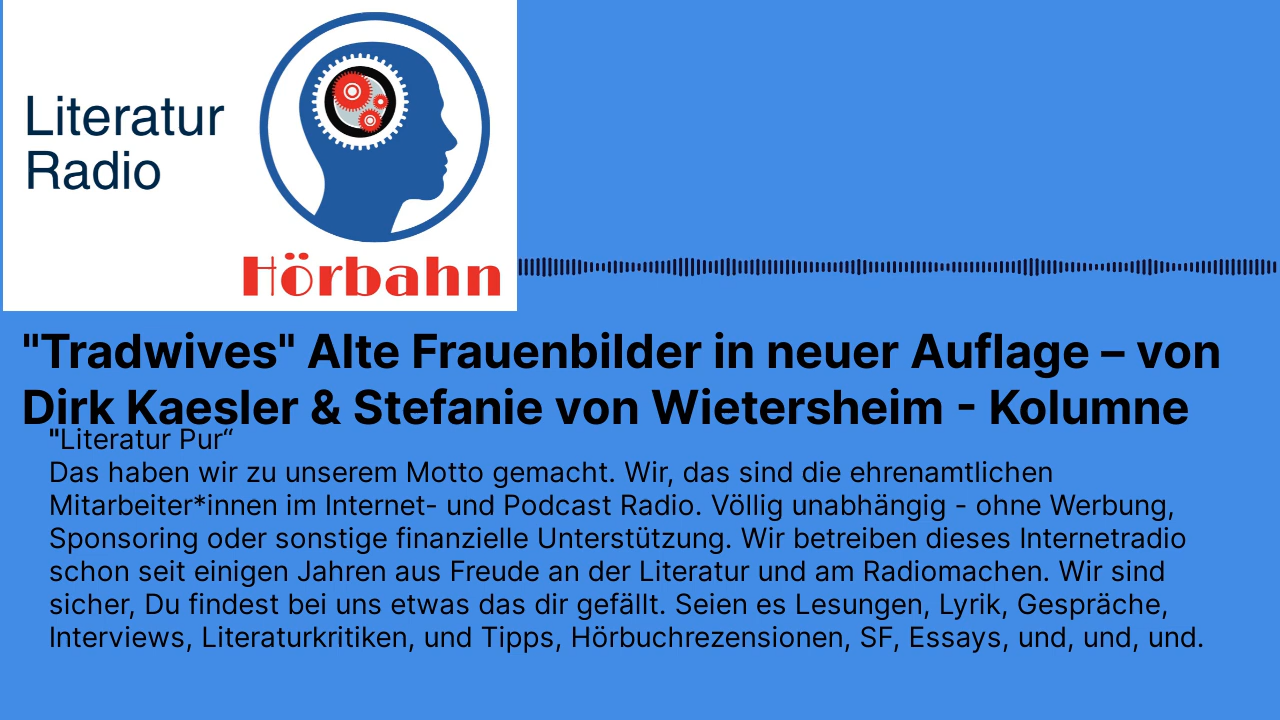 Literatur
Radio
Hörbahn
"Tradwives" Alte Frauenbilder in neuer Auflage – von
Dirk Kaesler & Stefanie von Wietersheim - Kolumne
"Literatur Pur“
Das haben wir zu unserem Motto gemacht. Wir, das sind die ehrenamtlichen
Mitarbeiter*innen im Internet- und Podcast Radio. Völlig unabhängig - ohne Werbung,
Sponsoring oder sonstige finanzielle Unterstützung. Wir betreiben dieses Internetradio
schon seit einigen Jahren aus Freude an der Literatur und am Radiomachen. Wir sind
sicher, Du findest bei uns etwas das dir gefällt. Seien es Lesungen, Lyrik, Gespräche,
Interviews, Literaturkritiken, und Tipps, Hörbuchrezensionen, SF, Essays, und, und, und.